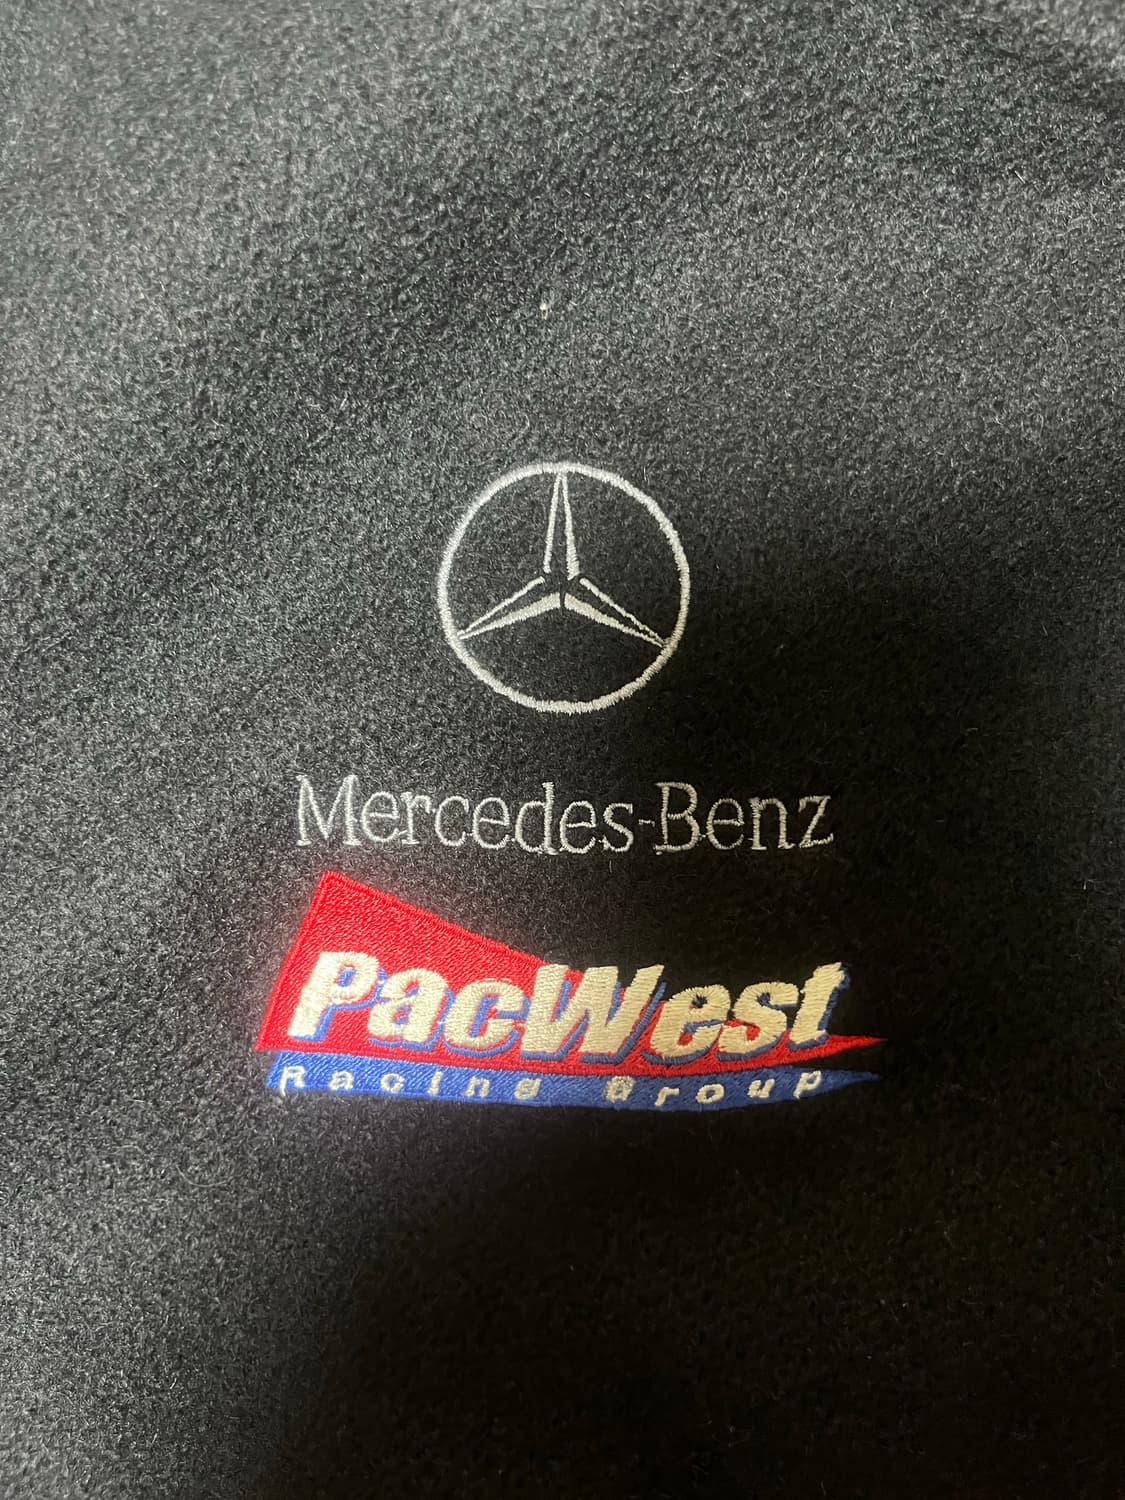 Mercedes-Benz
PacWest
Racing Group